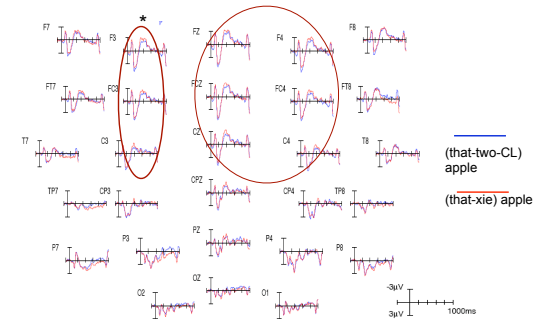 *
F7 F3 FZ F4 F8
FT7 FC3 FCZ FC4 FT8
T7 C3 CZ C4 T8
(that-two-CL)
apple
TP7 CP3 CPZ CP4 TP8
(that-xie) apple
P7 P3 PZ P4 P8
O2 OZ O1
-3µV
3µV 1000ms